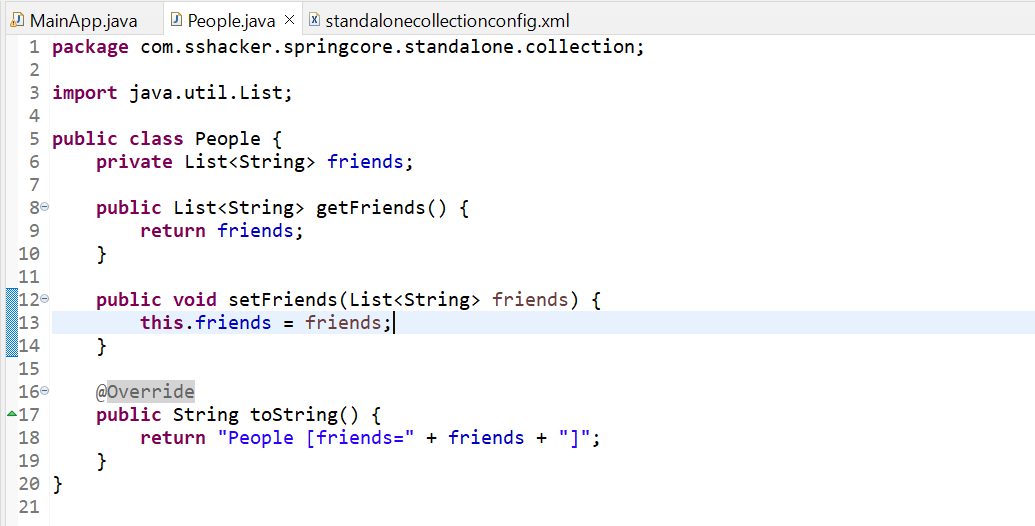 MainApp.java People.java standalonecollectionconfig.xml
1 package com.sshacker.springcore.standalone.collection;
2
3 import java.util.List;
4
5 public class People {
6     private List<String> friends;
7
8     public List<String> getFriends() {
9         return friends;
10     }
11
12     public void setFriends(List<String> friends) {
13         this.friends = friends;
14     }
15
16     @Override
17     public String toString() {
18         return "People [friends=" + friends + "]";
19     }
20 }
21